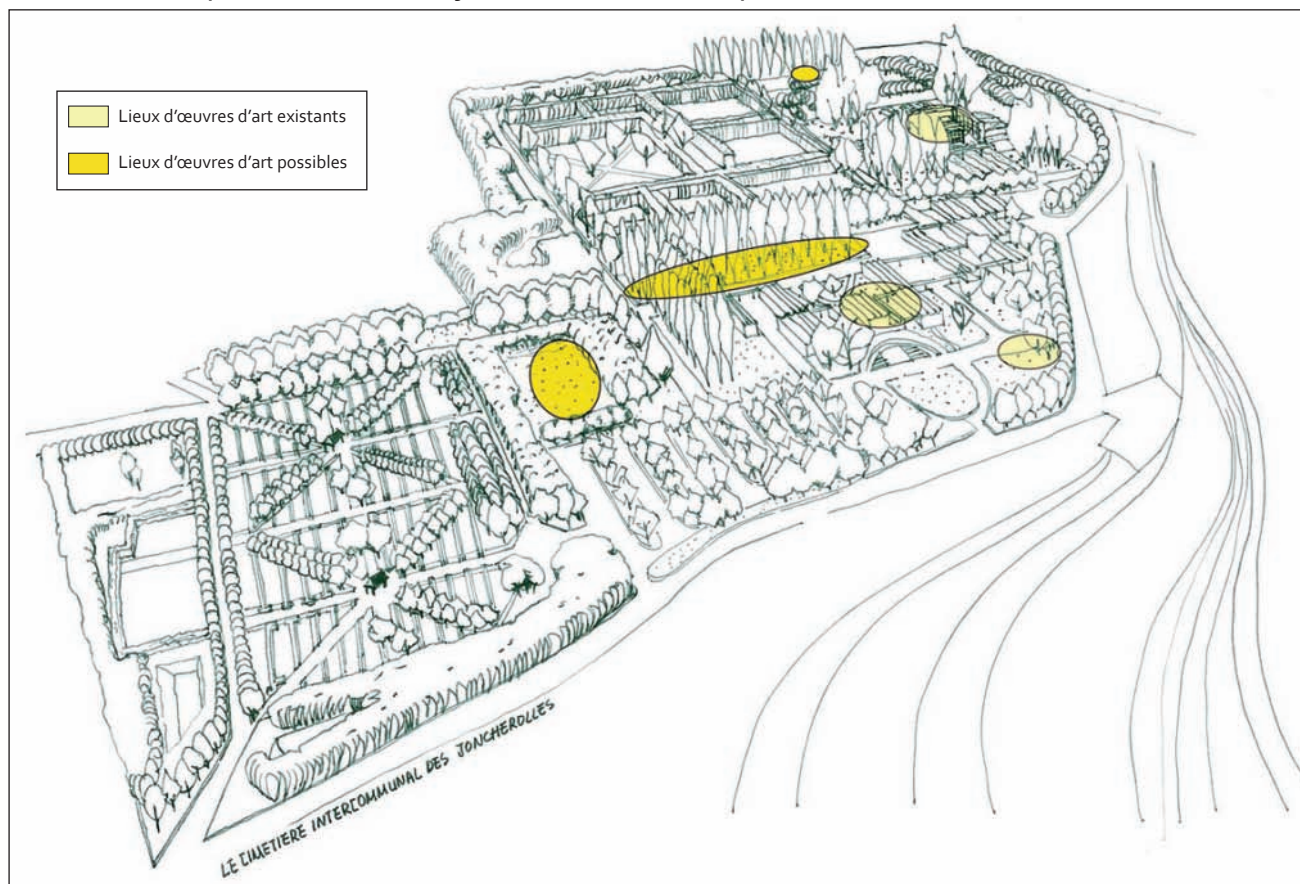 Lieux d'œuvres d'art existants
Lieux d'œuvres d'art possibles
LE CIMETIERE INTERCOMMUNAL DES JONCHEROLLES